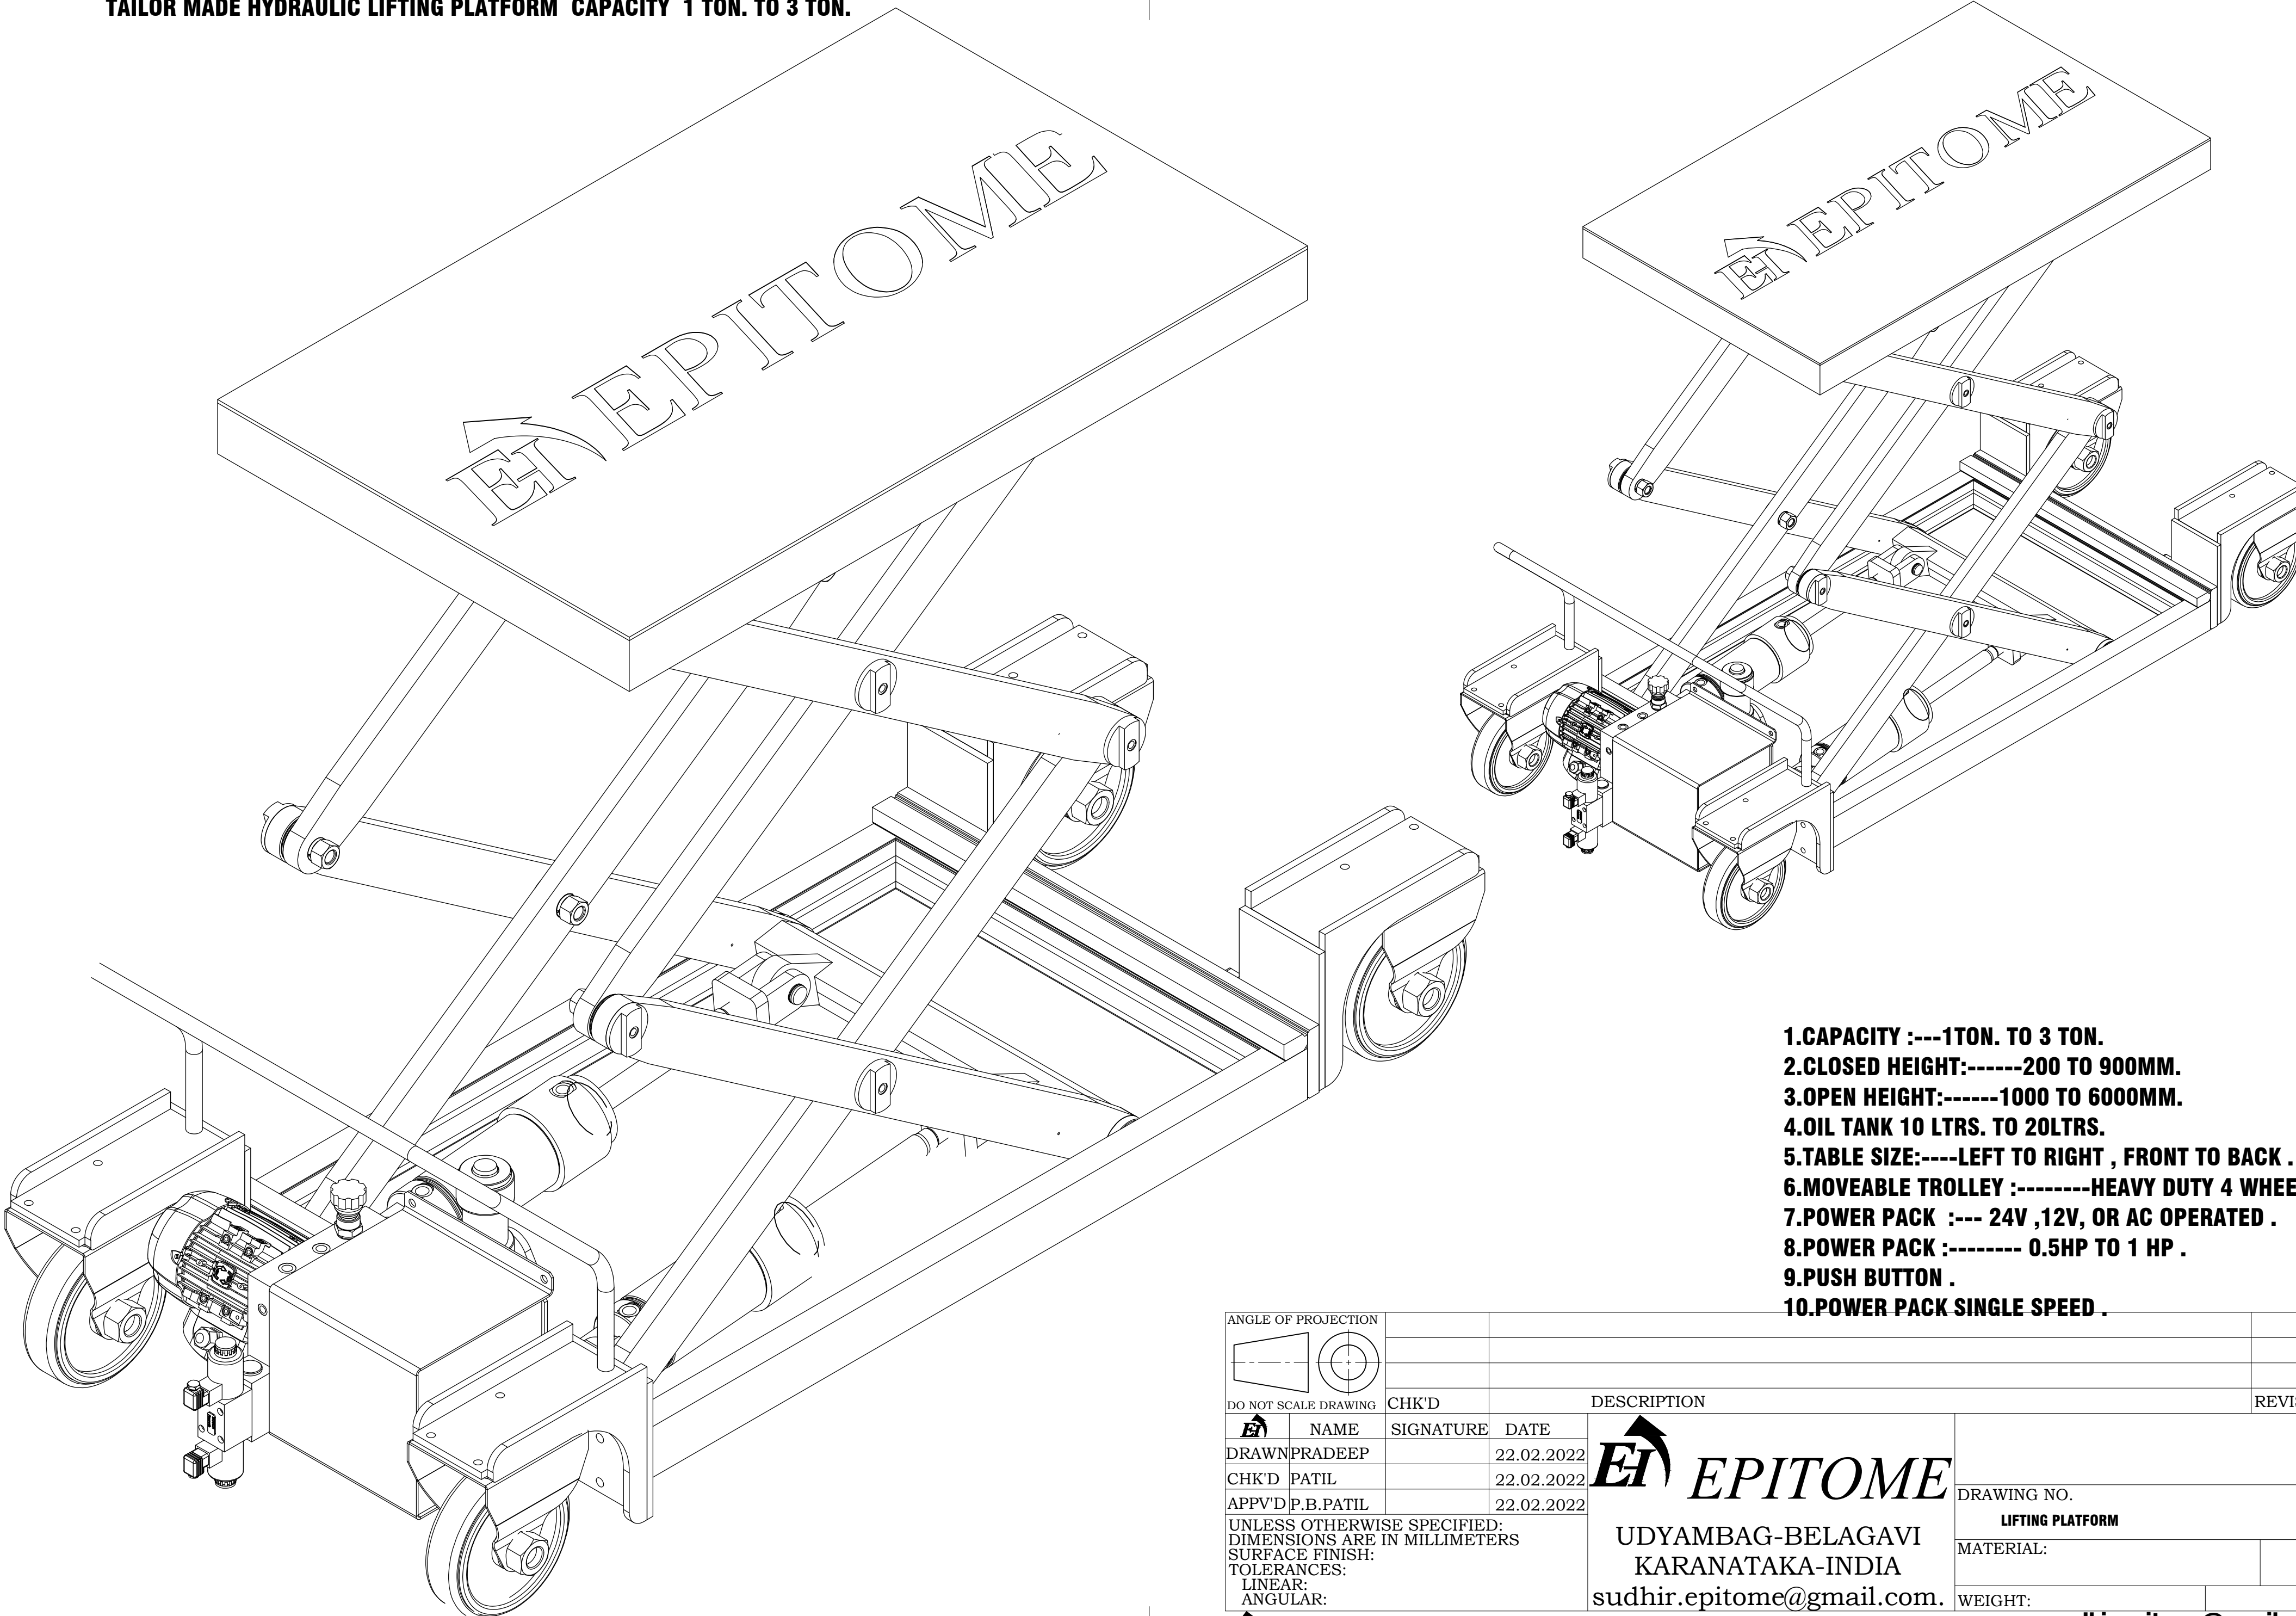 TAILOR MADE HYDRAULIC LIFTING PLATFORM CAPACITY 1 TON. TO 3 TON.
EI EPITOME
EI EPITOME
1.CAPACITY :---1TON. TO 3 TON.
2.CLOSED HEIGHT:------200 TO 900MM.
3.OPEN HEIGHT:------1000 TO 6000MM.
4.OIL TANK 10 LTRS. TO 20LTRS.
5.TABLE SIZE:----LEFT TO RIGHT , FRONT TO BACK .
6.MOVEABLE TROLLEY :--------HEAVY DUTY 4 WHEE
7.POWER PACK :--- 24V ,12V, OR AC OPERATED .
8.POWER PACK :-------- 0.5HP TO 1 HP .
9.PUSH BUTTON .
10.POWER PACK SINGLE SPEED .
ANGLE OF PROJECTION
DO NOT SCALE DRAWING
CHK'D DESCRIPTION REVIS
EI NAME SIGNATURE DATE
DRAWN PRADEEP 22.02.2022
CHK'D PATIL 22.02.2022
APPV'D P.B.PATIL 22.02.2022
UNLESS OTHERWISE SPECIFIED:
DIMENSIONS ARE IN MILLIMETERS
SURFACE FINISH:
TOLERANCES:
LINEAR:
ANGULAR:
EI EPITOME
UDYAMBAG-BELAGAVI
KARANATAKA-INDIA
sudhir.epitome@gmail.com.
DRAWING NO.
LIFTING PLATFORM
MATERIAL:
WEIGHT: